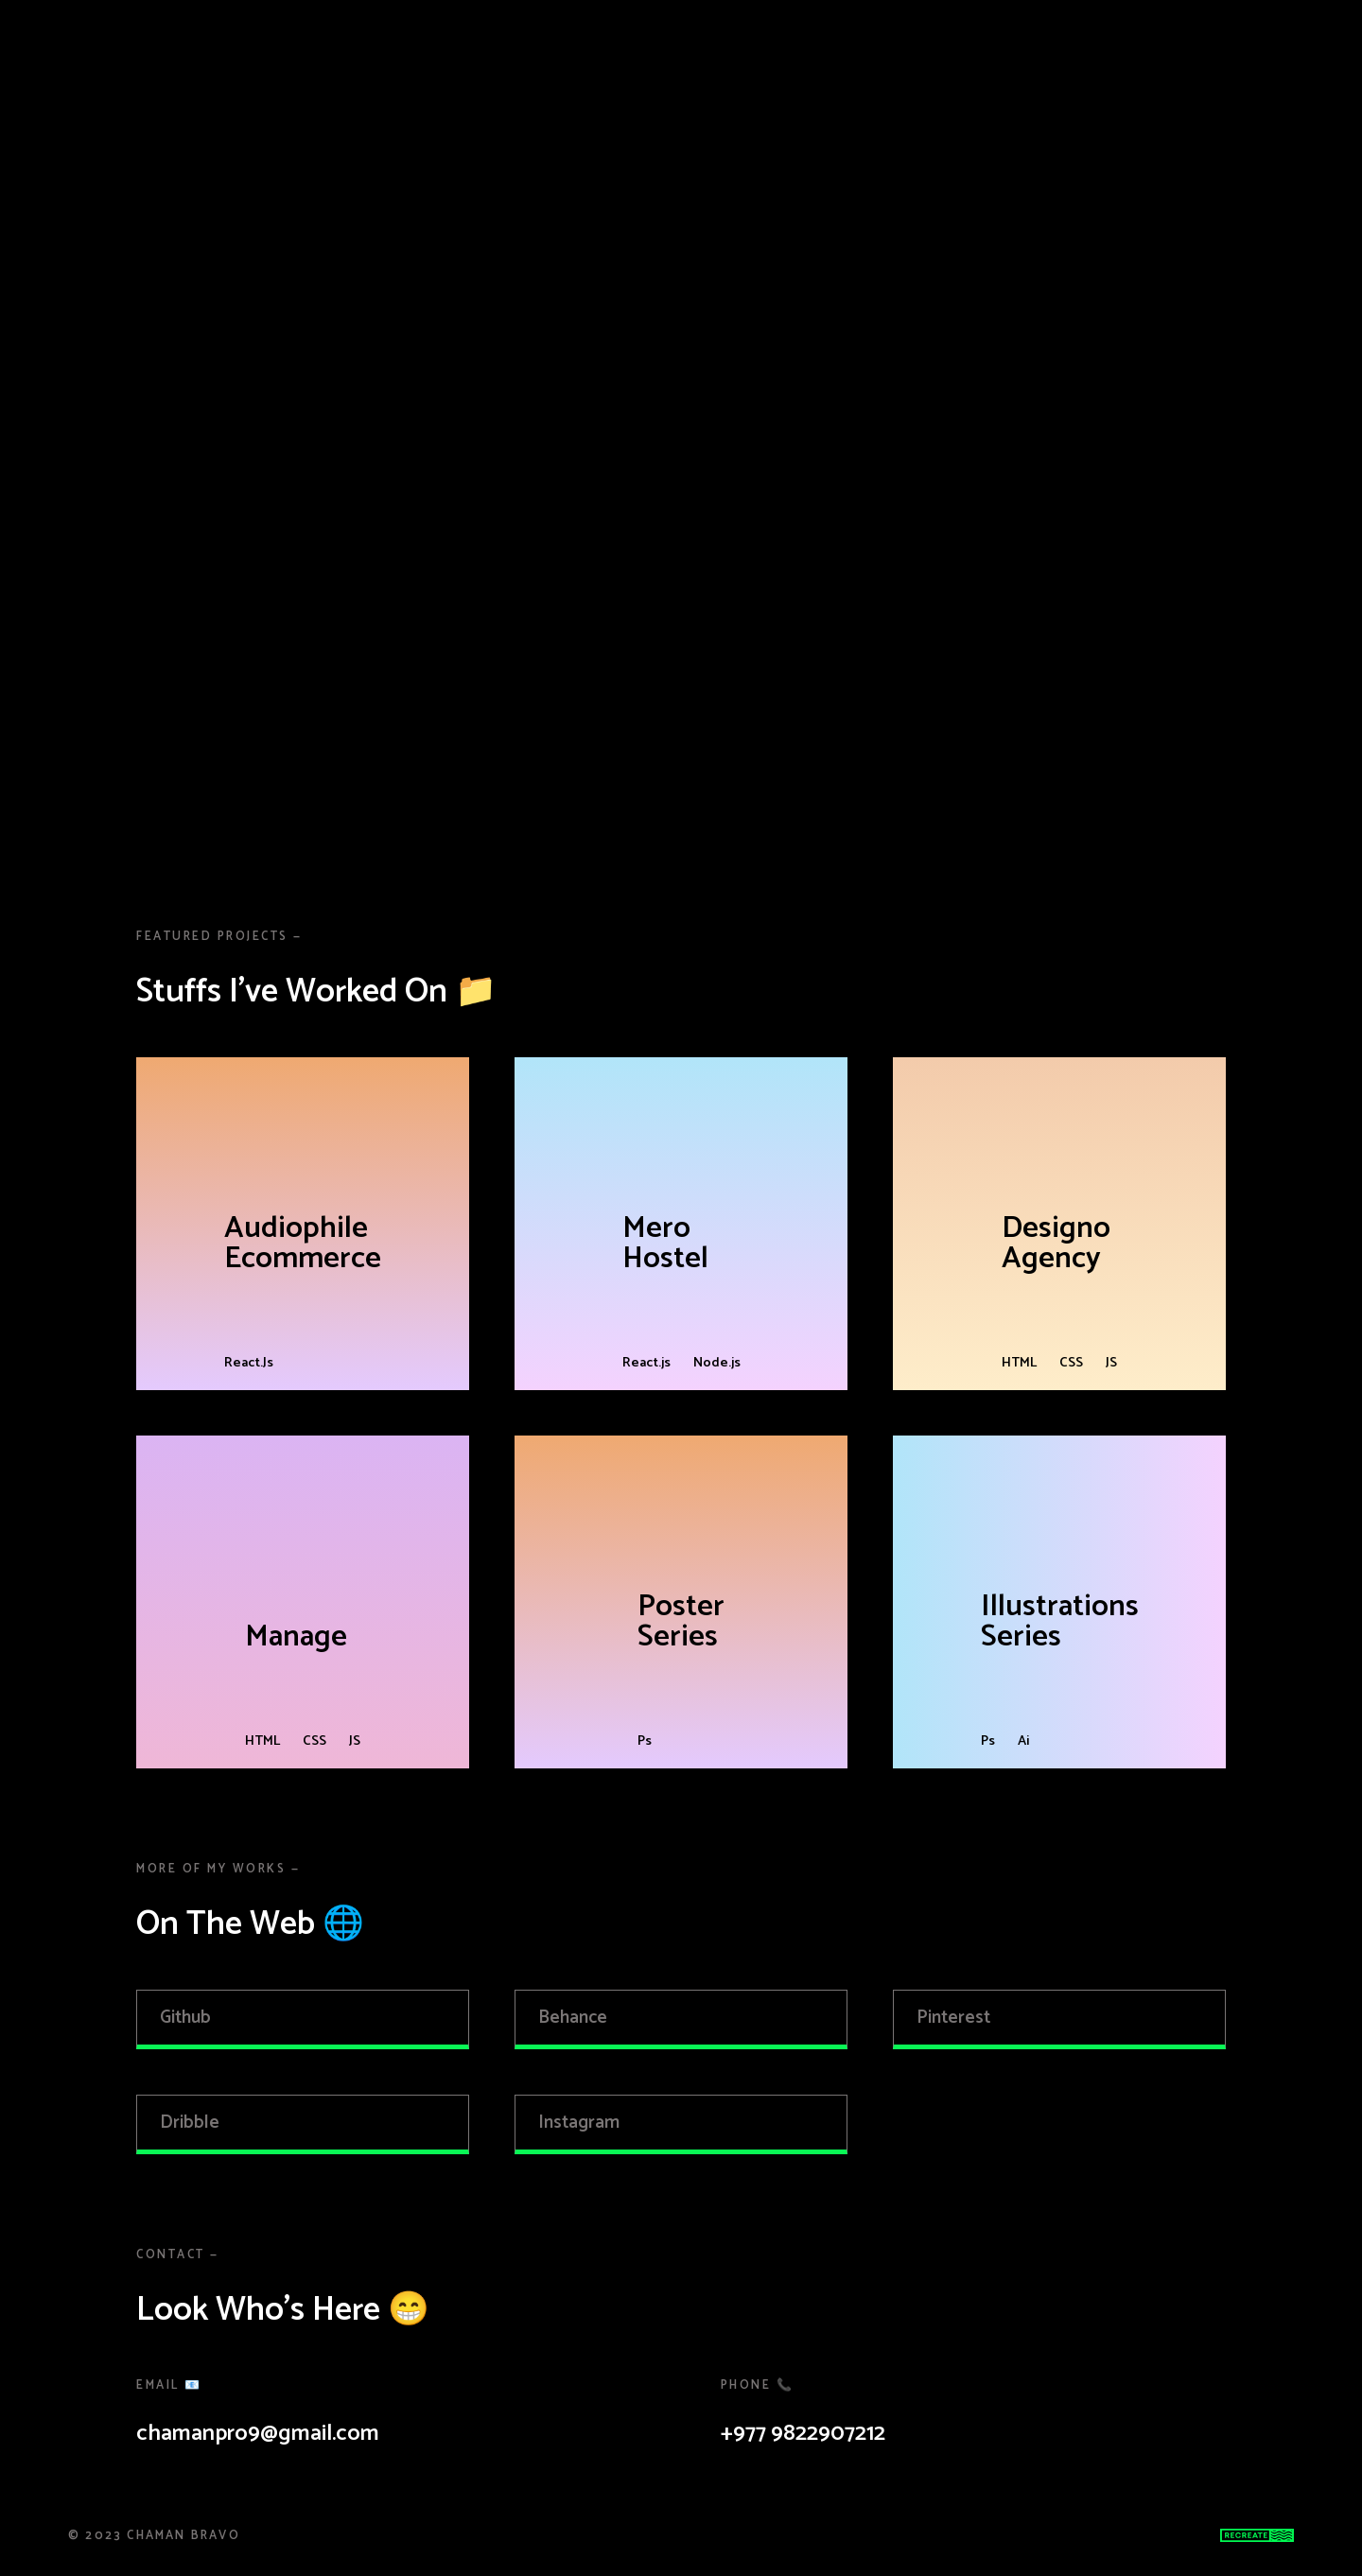 FEATURED PROJECTS –
Stuffs I’ve Worked On 📁
Audiophile
Ecommerce
React.Js
Mero
Hostel
React.js Node.js
Designo
Agency
HTML CSS JS
Manage
HTML CSS JS
Poster
Series
Ps
Illustrations
Series
Ps Ai
MORE OF MY WORKS –
On The Web 🌐
Github
Behance
Pinterest
Dribble
Instagram
CONTACT –
Look Who’s Here 😁
EMAIL 📧
chamanpro9@gmail.com
PHONE 📞
+977 9822907212
© 2023 CHAMAN BRAVO
RECREATE